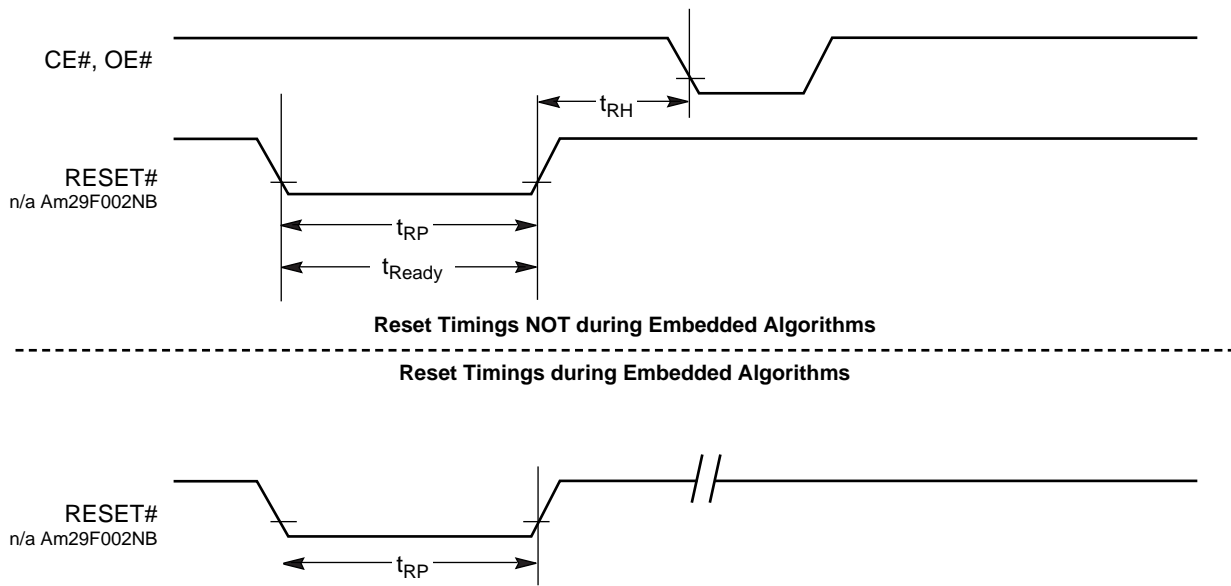 CE#, OE#
tRH
RESET#
n/a Am29F002NB
tRP
tReady
Reset Timings NOT during Embedded Algorithms
Reset Timings during Embedded Algorithms
RESET#
n/a Am29F002NB
tRP